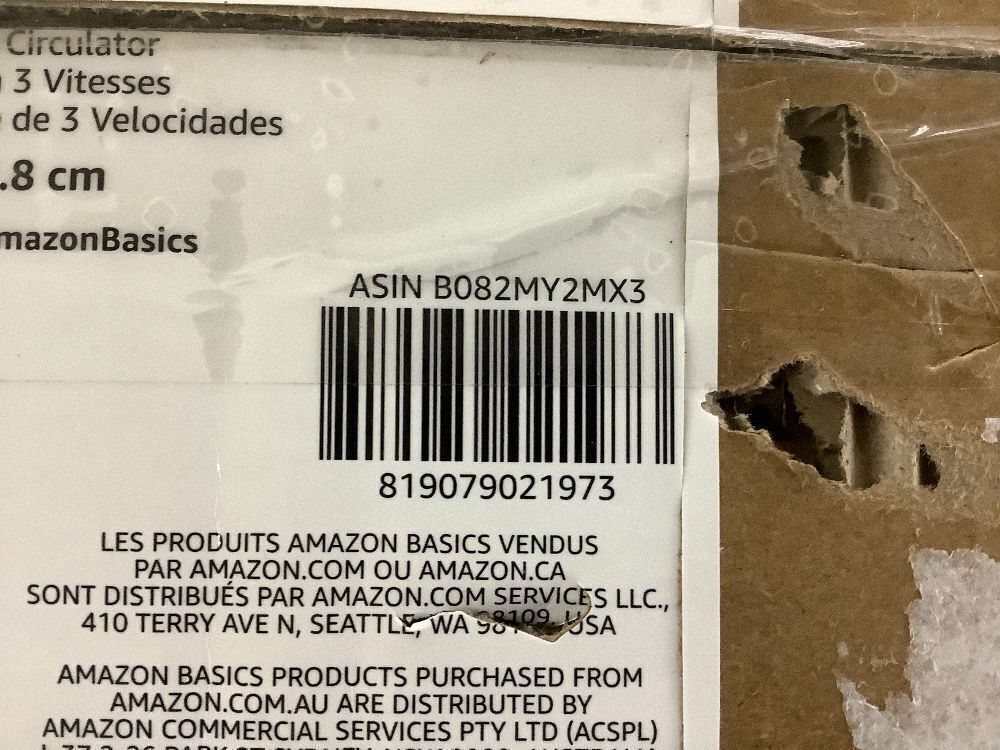 Circulator
3 Vitesses
de 3 Velocidades
.8 cm
mazonBasics
ASIN B082MY2MX3
819079021973
LES PRODUITS AMAZON BASICS VENDUS
PAR AMAZON.COM OU AMAZON.CA
SONT DISTRIBUÉS PAR AMAZON.COM SERVICES LLC.,
410 TERRY AVE N, SEATTLE, WA 98109, USA
AMAZON BASICS PRODUCTS PURCHASED FROM
AMAZON.COM.AU ARE DISTRIBUTED BY
AMAZON COMMERCIAL SERVICES PTY LTD (ACSPL)